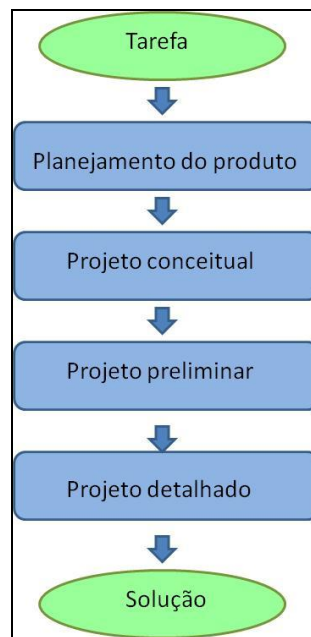 Tarefa
Planejamento do produto
Projeto conceitual
Projeto preliminar
Projeto detalhado
Solução